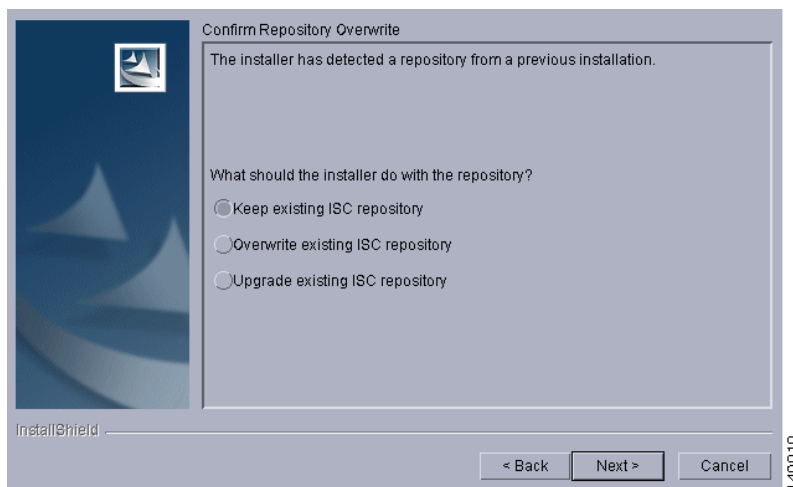 Confirm Repository Overwrite
The installer has detected a repository from a previous installation.
What should the installer do with the repository?
Keep existing ISC repository
Overwrite existing ISC repository
Upgrade existing ISC repository
InstallShield
< Back
Next >
Cancel